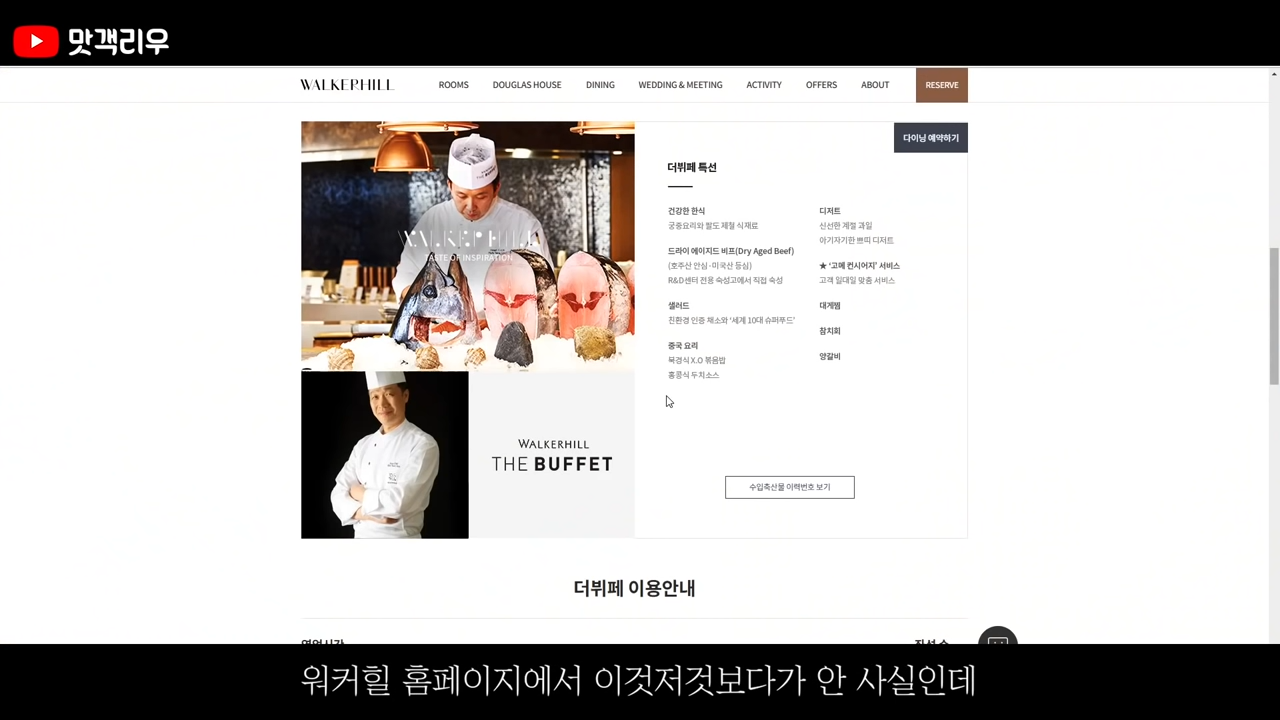 맛객리우
WALKERHILL
ROOMS
DOUGLAS HOUSE
DINING
WEDDING & MEETING
ACTIVITY
OFFERS
ABOUT
RESERVE
WALKERHILL
TASTE OF INSPIRATION
WALKERHILL
THE BUFFET
다이닝 예약하기
더뷔페 특선
건강한 한식
궁중요리와 팔도 제철 식재료
드라이 에이지드 비프(Dry Aged Beef)
(호주산 안심·미국산 등심)
R&D센터 전용 숙성고에서 직접 숙성
샐러드
친환경 인증 채소와 '세계 10대 슈퍼푸드'
중국 요리
북경식 X.O 볶음밥
홍콩식 두치소스
디저트
신선한 계절 과일
아기자기한 쁘띠 디저트
★ '고메 컨시어지' 서비스
고객 일대일 맞춤 서비스
대게찜
참치회
양갈비
수입축산물 이력번호 보기
더뷔페 이용안내
워커힐 홈페이지에서 이것저것보다가 안 사실인데